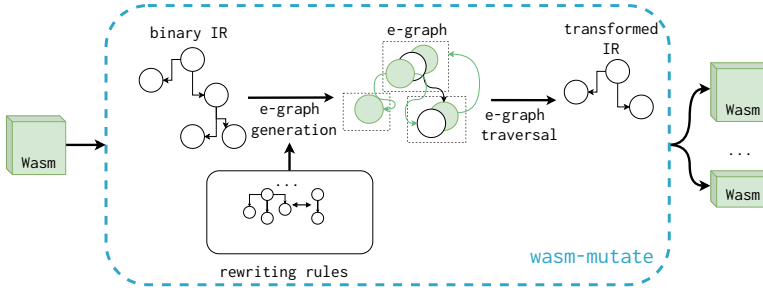 binary IR
e-graph
transformed
IR
e-graph
generation
e-graph
traversal
Wasm
Wasm
...
Wasm
...
rewriting rules
wasm-mutate